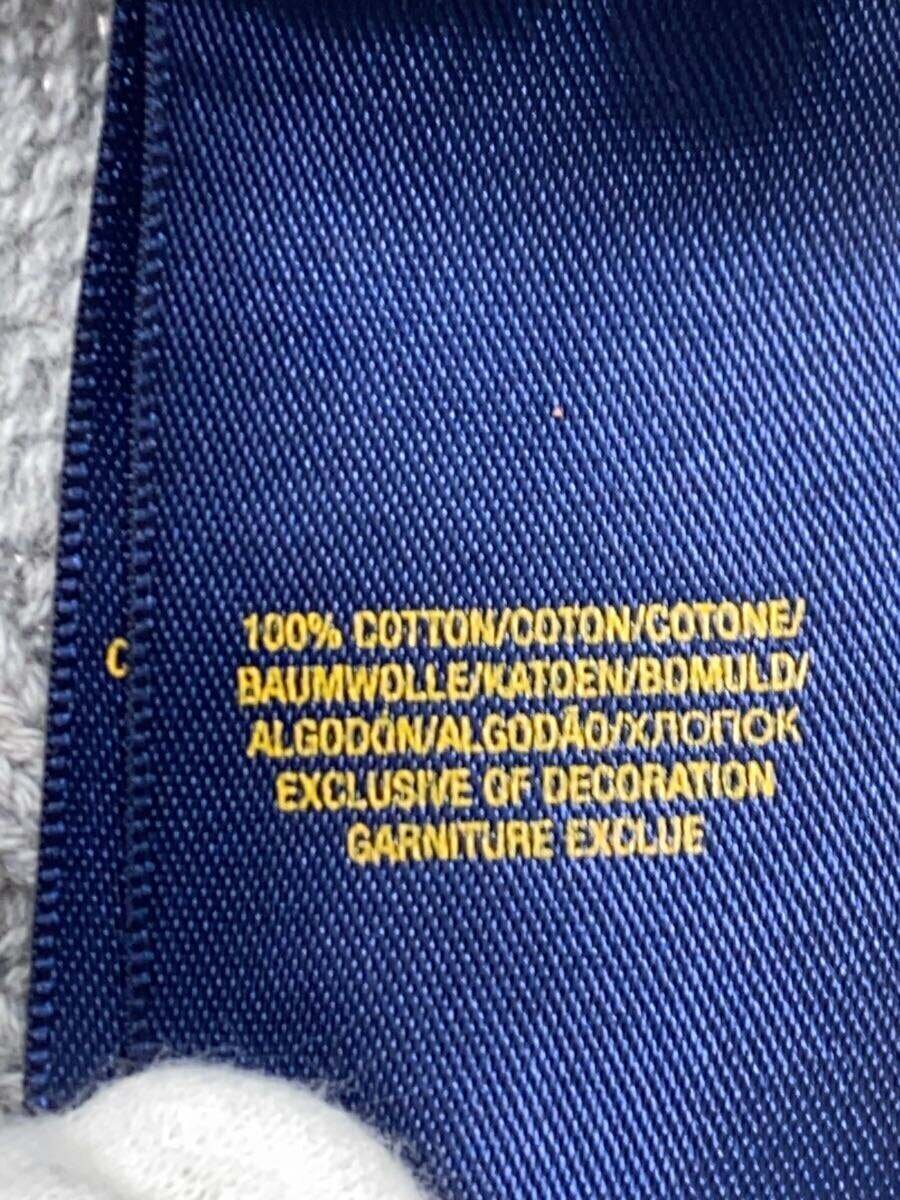 100% COTTON/COTON/COTONE/
BAUMWOLLE/KATOEN/BOMULD/
ALGODÓN/ALGODÃO/ХЛОПОК
EXCLUSIVE OF DECORATION
GARNITURE EXCLUE
C